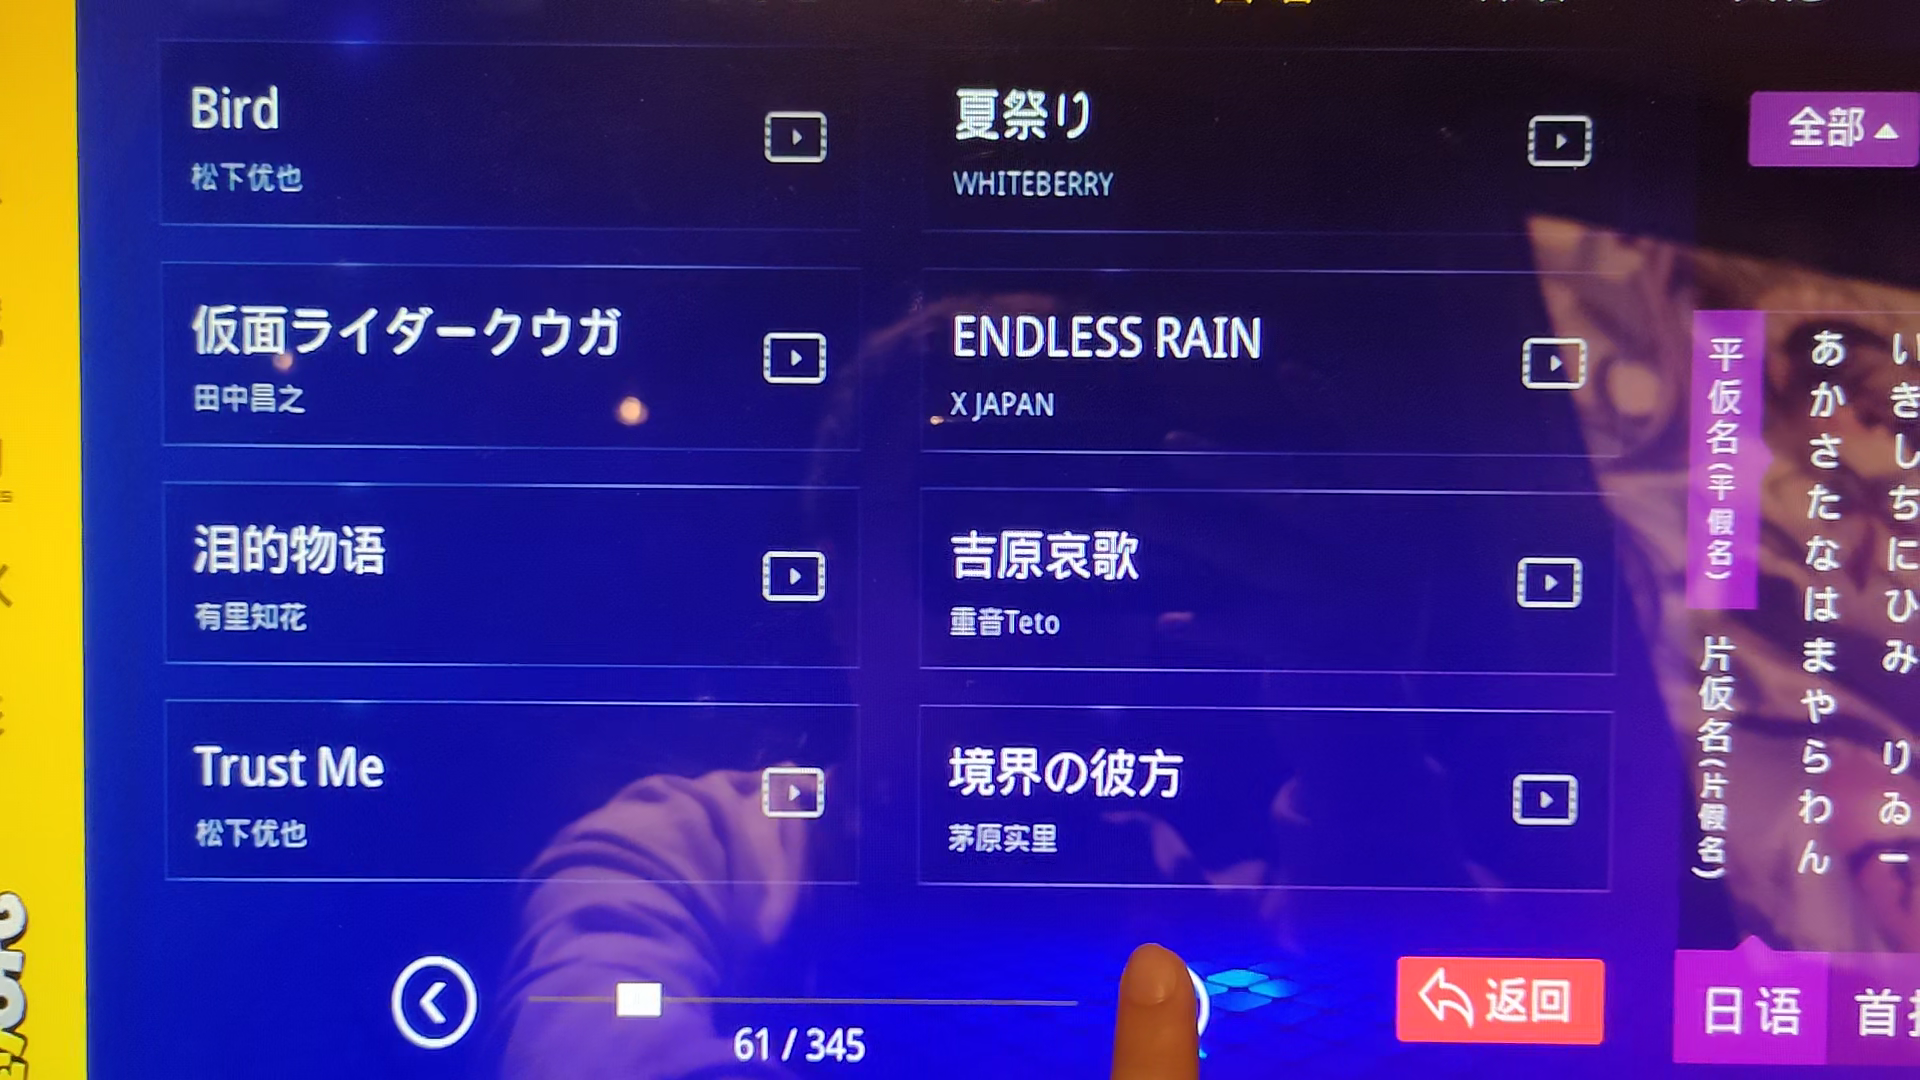 Bird
松下优也
夏祭り
WHITEBERRY
仮面ライダークウガ
田中昌之
ENDLESS RAIN
X JAPAN
泪的物语
有里知花
吉原哀歌
重音Teto
Trust Me
松下优也
境界の彼方
茅原实里
61 / 345
返回
全部
平仮名(平假名)
片仮名(片假名)
あかさたなはまやらわん
いきしちにひみ りゐー
日语
首